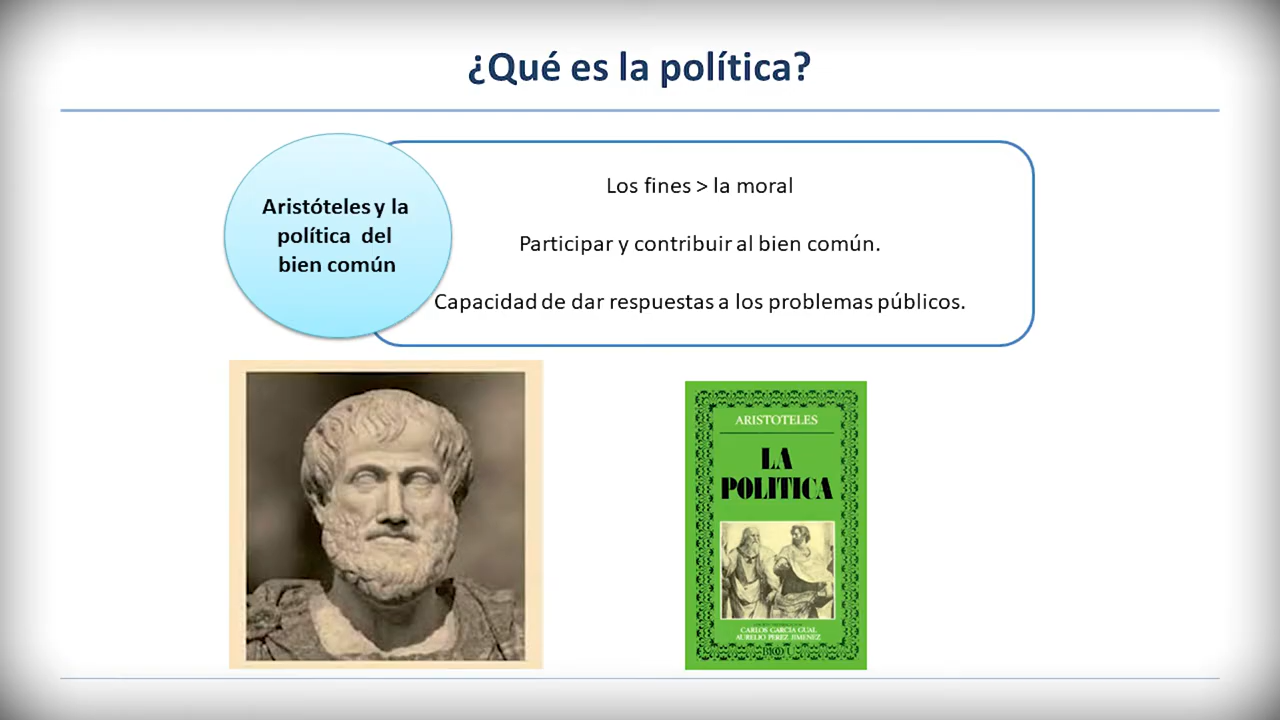 ¿Qué es la política?
Aristóteles y la
política del
bien común
Los fines > la moral
Participar y contribuir al bien común.
Capacidad de dar respuestas a los problemas públicos.
ARISTOTELES
LA
POLITICA
CARLOS GARCIA GUAL
AURELIO PEREZ JIMENEZ